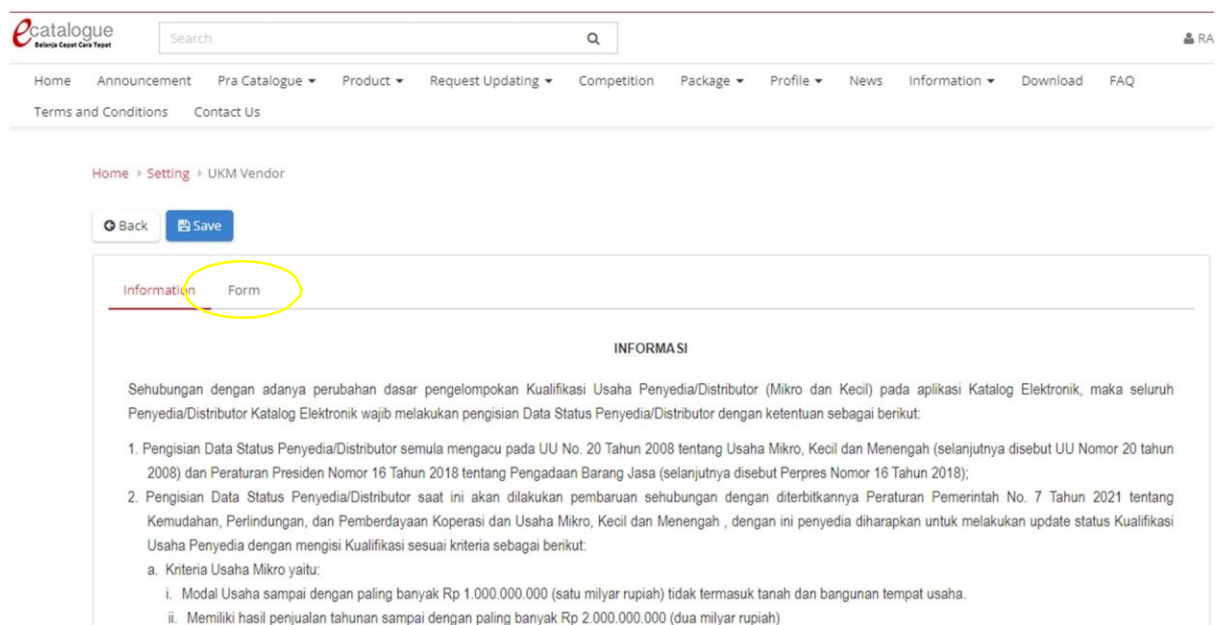 ecatalogue
Belanja Cepat Cara Tepat
Search
RA
Home Announcement Pra Catalogue Product Request Updating Competition Package Profile News Information Download FAQ
Terms and Conditions Contact Us
Home Setting UKM Vendor
Back Save
Information Form
INFORMASI
Sehubungan dengan adanya perubahan dasar pengelompokan Kualifikasi Usaha Penyedia/Distributor (Mikro dan Kecil) pada aplikasi Katalog Elektronik, maka seluruh
Penyedia/Distributor Katalog Elektronik wajib melakukan pengisian Data Status Penyedia/Distributor dengan ketentuan sebagai berikut:
1. Pengisian Data Status Penyedia/Distributor semula mengacu pada UU No. 20 Tahun 2008 tentang Usaha Mikro, Kecil dan Menengah (selanjutnya disebut UU Nomor 20 tahun
2008) dan Peraturan Presiden Nomor 16 Tahun 2018 tentang Pengadaan Barang Jasa (selanjutnya disebut Perpres Nomor 16 Tahun 2018);
2. Pengisian Data Status Penyedia/Distributor saat ini akan dilakukan pembaruan sehubungan dengan diterbitkannya Peraturan Pemerintah No. 7 Tahun 2021 tentang
Kemudahan, Perlindungan, dan Pemberdayaan Koperasi dan Usaha Mikro, Kecil dan Menengah , dengan ini penyedia diharapkan untuk melakukan update status Kualifikasi
Usaha Penyedia dengan mengisi Kualifikasi sesuai kriteria sebagai berikut:
a. Kriteria Usaha Mikro yaitu:
i. Modal Usaha sampai dengan paling banyak Rp 1.000.000.000 (satu milyar rupiah) tidak termasuk tanah dan bangunan tempat usaha.
ii. Memiliki hasil penjualan tahunan sampai dengan paling banyak Rp 2.000.000.000 (dua milyar rupiah)